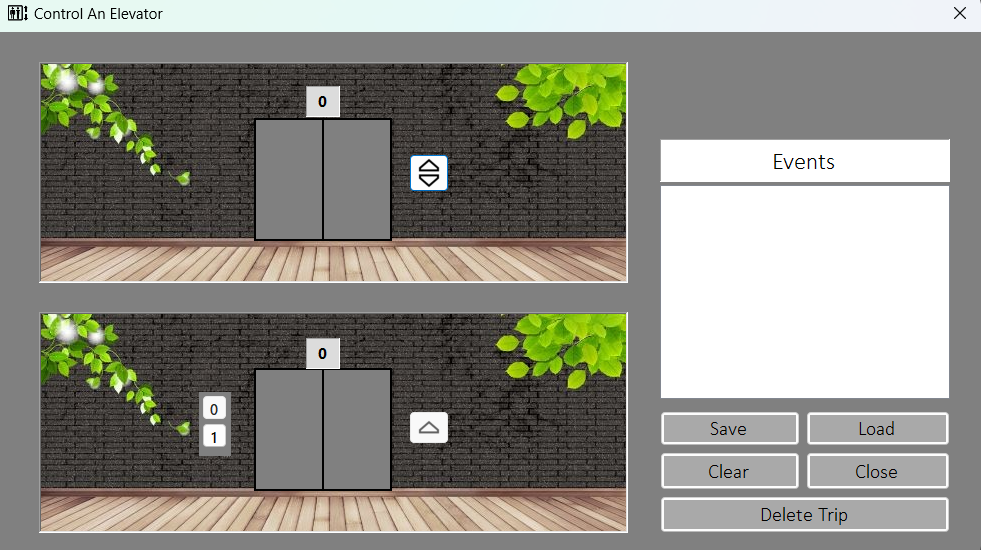 Control An Elevator
0
Events
0
0
1
Save
Load
Clear
Close
Delete Trip